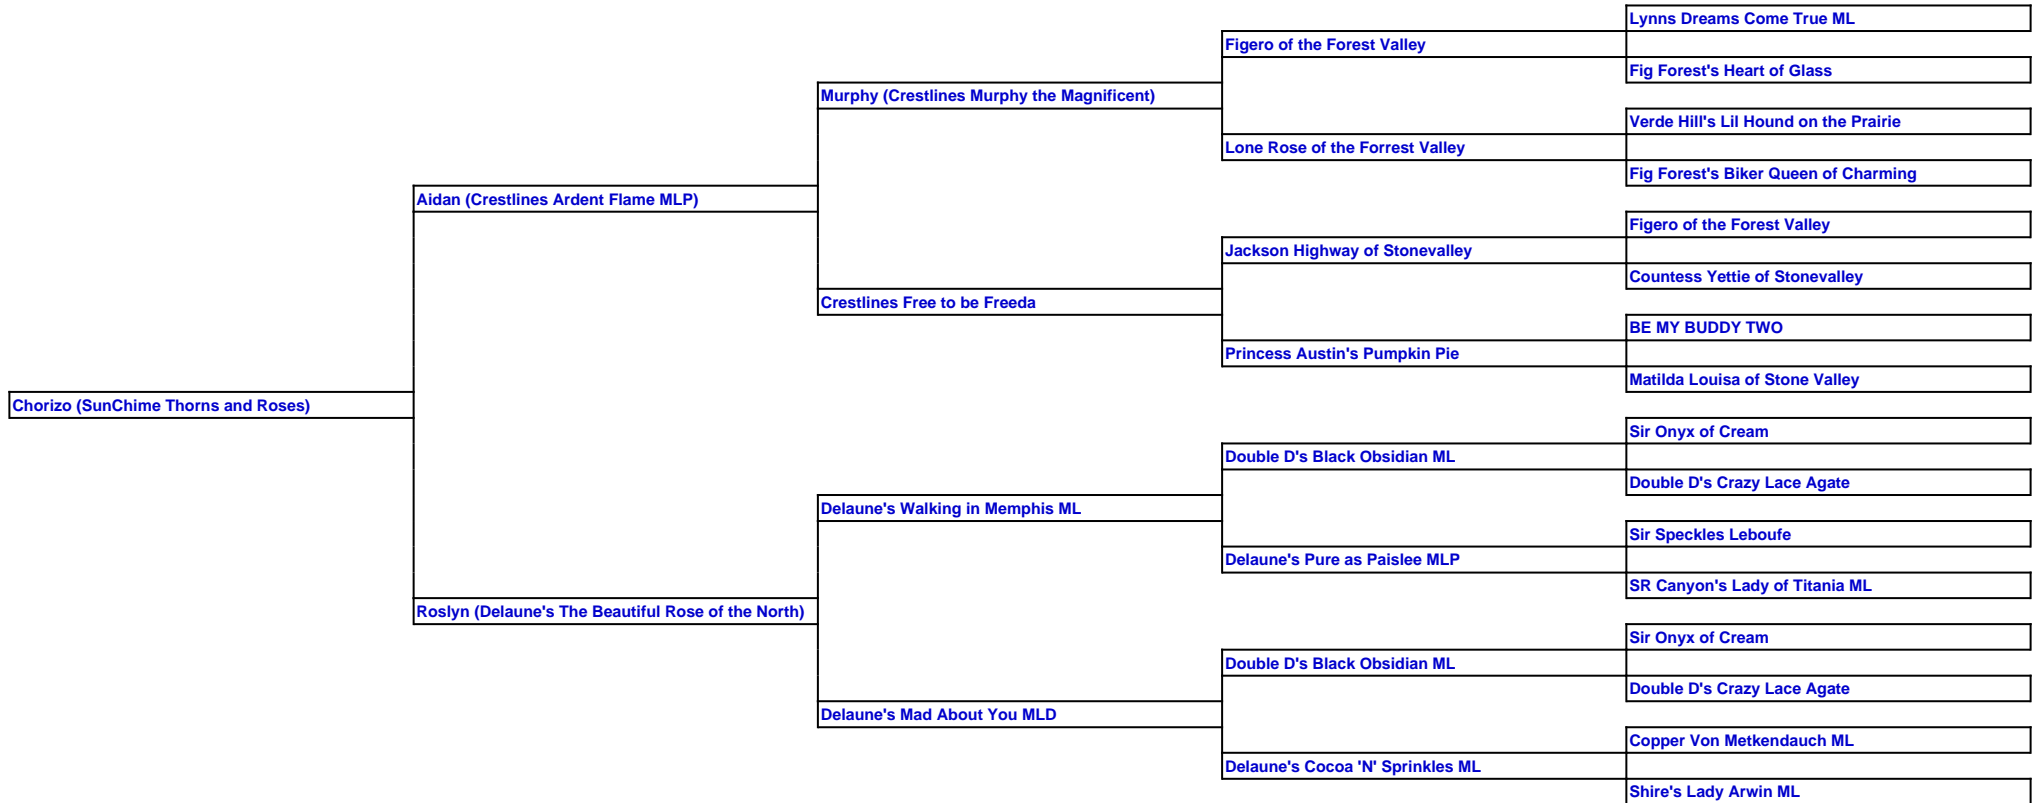 Lynns Dreams Come True ML
Figero of the Forest Valley
Fig Forest's Heart of Glass
Murphy (Crestlines Murphy the Magnificent)
Verde Hill's Lil Hound on the Prairie
Lone Rose of the Forrest Valley
Fig Forest's Biker Queen of Charming
Aidan (Crestlines Ardent Flame MLP)
Figero of the Forest Valley
Jackson Highway of Stonevalley
Countess Yettie of Stonevalley
Crestlines Free to be Freeda
BE MY BUDDY TWO
Princess Austin's Pumpkin Pie
Matilda Louisa of Stone Valley
Chorizo (SunChime Thorns and Roses)
Sir Onyx of Cream
Double D's Black Obsidian ML
Double D's Crazy Lace Agate
Delaune's Walking in Memphis ML
Sir Speckles Leboufe
Delaune's Pure as Paislee MLP
SR Canyon's Lady of Titania ML
Roslyn (Delaune's The Beautiful Rose of the North)
Sir Onyx of Cream
Double D's Black Obsidian ML
Double D's Crazy Lace Agate
Delaune's Mad About You MLD
Copper Von Metkendauch ML
Delaune's Cocoa 'N' Sprinkles ML
Shire's Lady Arwin ML